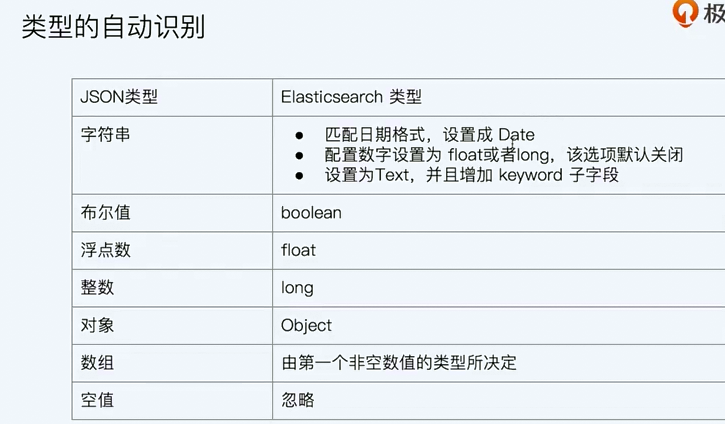 极
类型的自动识别
JSON类型
Elasticsearch 类型
字符串
● 匹配日期格式，设置成 Date
● 配置数字设置为 float或者long，该选项默认关闭
● 设置为Text，并且增加 keyword 子字段
布尔值
boolean
浮点数
float
整数
long
对象
Object
数组
由第一个非空数值的类型所决定
空值
忽略